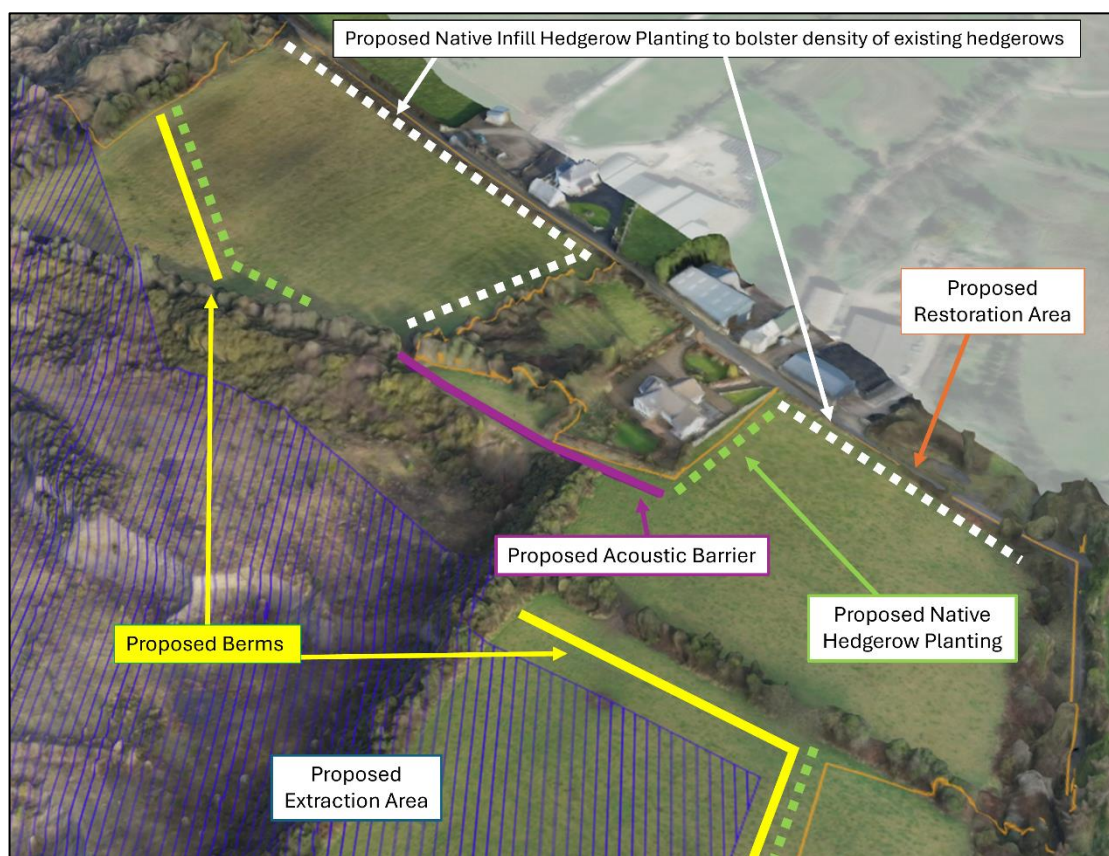 Proposed Native Infill Hedgerow Planting to bolster density of existing hedgerows
Proposed
Restoration Area
Proposed Acoustic Barrier
Proposed Native
Hedgerow Planting
Proposed Berms
Proposed
Extraction Area